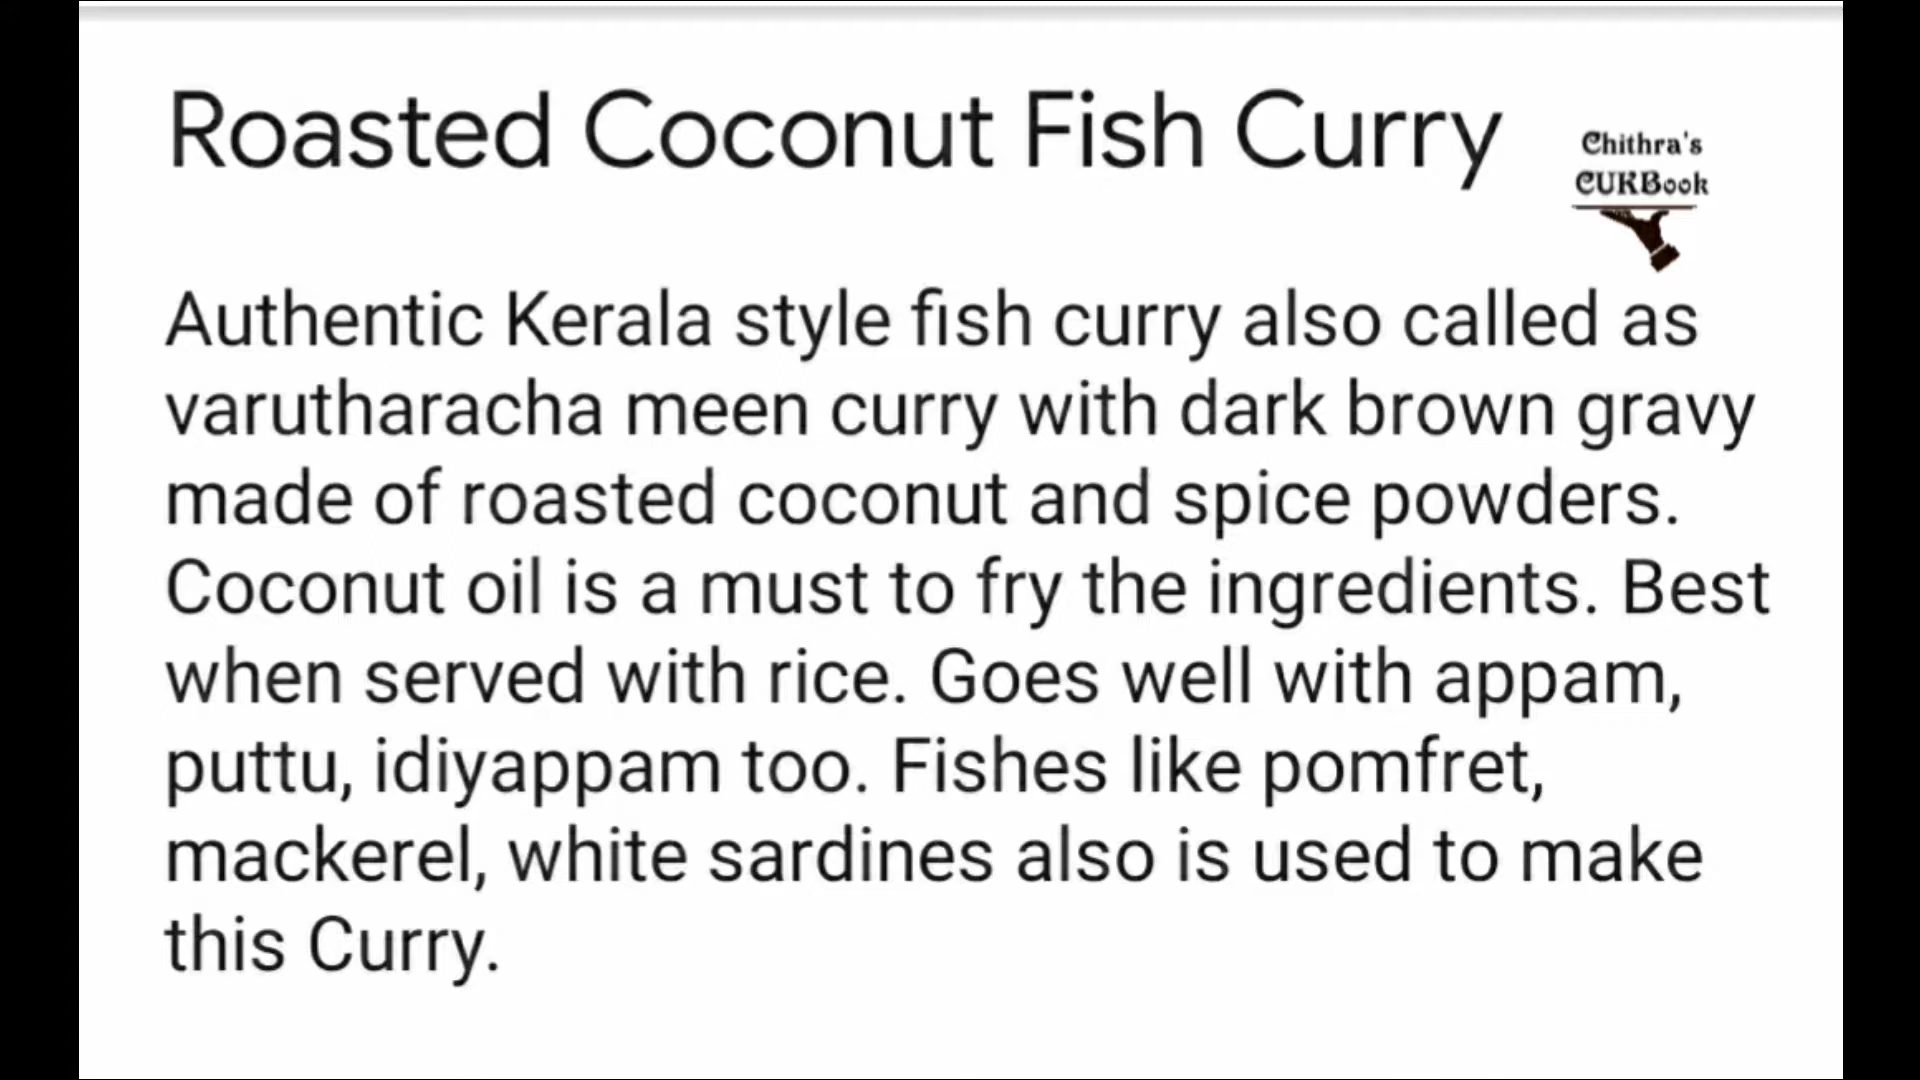 Roasted Coconut Fish Curry
Chithra's
CUKBook
Authentic Kerala style fish curry also called as
varutharacha meen curry with dark brown gravy
made of roasted coconut and spice powders.
Coconut oil is a must to fry the ingredients. Best
when served with rice. Goes well with appam,
puttu, idiyappam too. Fishes like pomfret,
mackerel, white sardines also is used to make
this Curry.